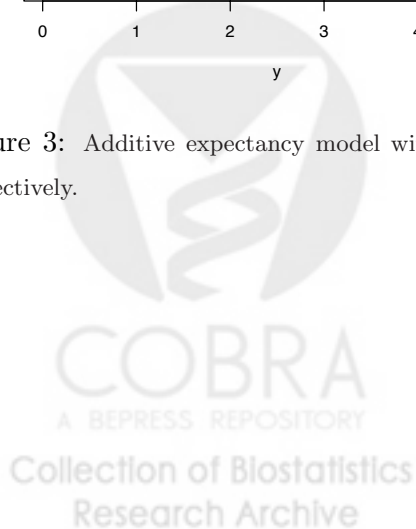 0 1 2 3
y
ure 3: Additive expectancy model wi
ectively.
COBRA
A BEPRESS REPOSITORY
Collection of Biostatistics
Research Archive